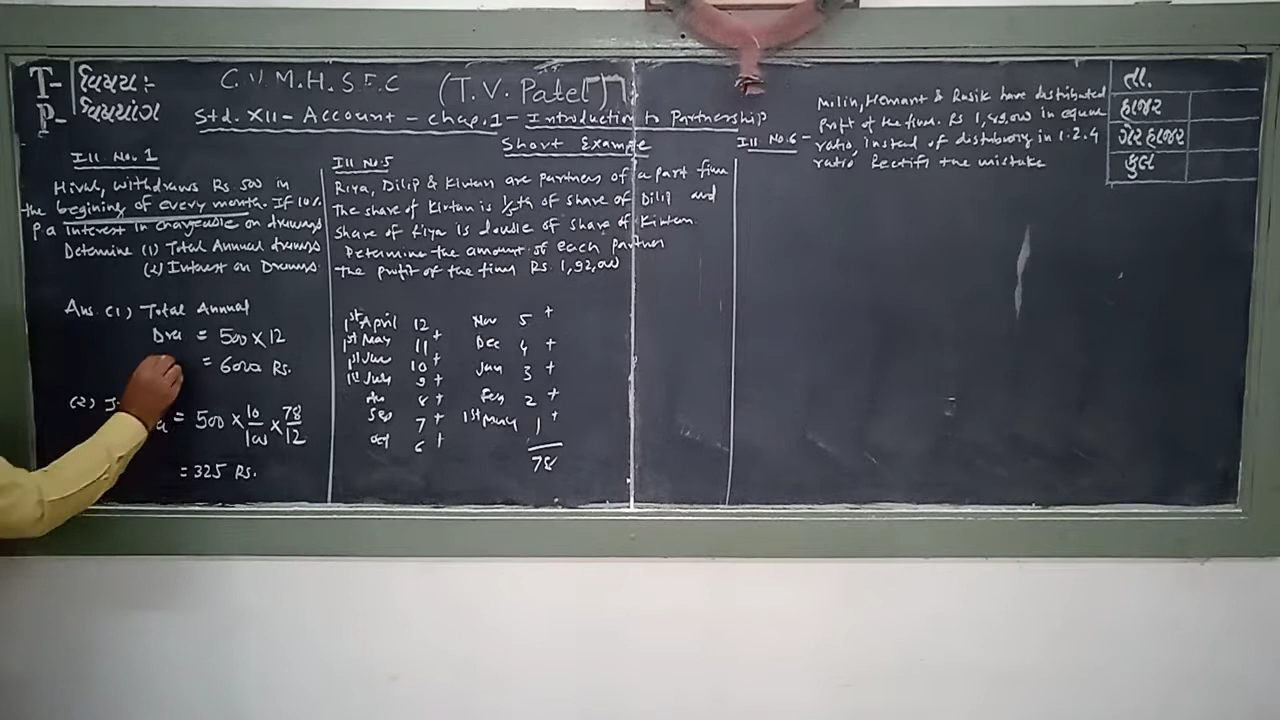 T-
P-
વિષય:-
વિષયાંગ
C.U.M.H.S.E.C (T.V. Patel)
Std. XII - Account - Chap. 1 - Introduction to Partnership
Short Example
Ill No. 1
Hiral, withdraws Rs 500 in
the begining of every month. If 10%
p a interest in chargeable on drawings
Determine (1) Total Annual drawings
(2) Interest on Drawings
Ans. (1) Total Annual
Dra = 500 × 12
= 6000 Rs.
(2)
= 500 × 10/100 × 78/12
= 325 Rs.
Ill No. 5
Riya, Dilip & Kirtan are partners of a part firm
The share of Kirtan is 1/5th of share of Dilip and
share of Riya is double of share of Kirtan.
Determine the amount of each Partner
the profit of the firm Rs. 1,92,000
1st April 12
1st May 11 +
1st June 10 +
1st July 9 +
Au 8 +
Sep 7 +
Oct 6 +
Nov 5 +
Dec 4 +
Jan 3 +
Feb 2 +
1st March 1 +
78
Ill No. 6 -
Milin, Hemant & Rasik have distributed
Profit of the firm. Rs in equal
ratio, instead of distributing in 1:2:4
ratio Rectify the mistake
તા.
હાજર
ગેરહાજર
કુલ